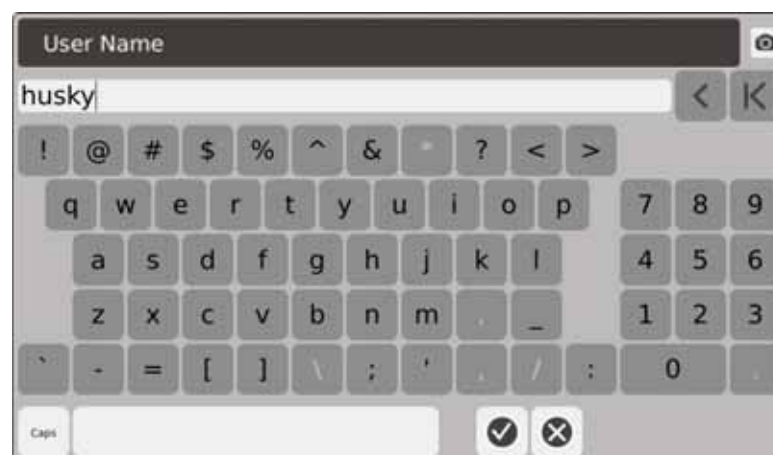 User Name
husky
! @ # $ % ^ & * ? < >
q w e r t y u i o p 7 8 9
a s d f g h j k l 4 5 6
z x c v b n m . _ 1 2 3
` - = [ ] \ ; ' , / : 0 .
Caps